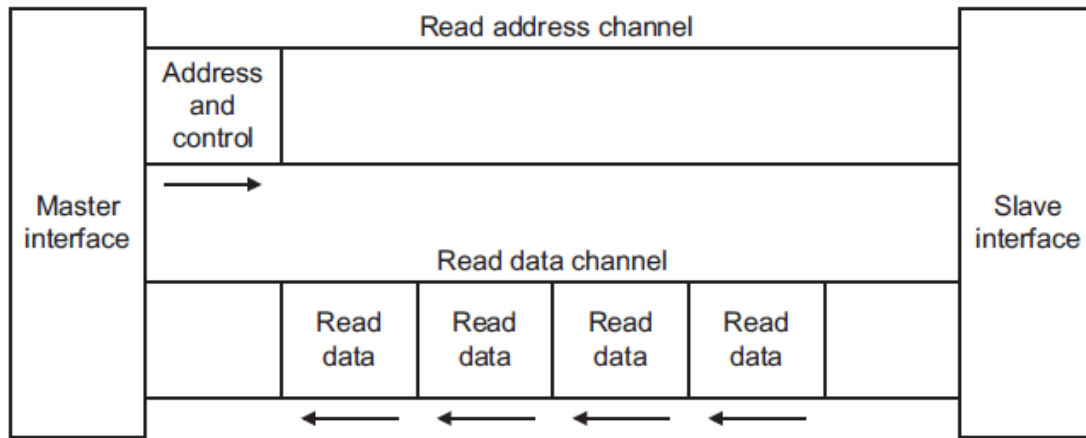 Read address channel
Address
and
control
Master
interface
Slave
interface
Read data channel
Read
data
Read
data
Read
data
Read
data